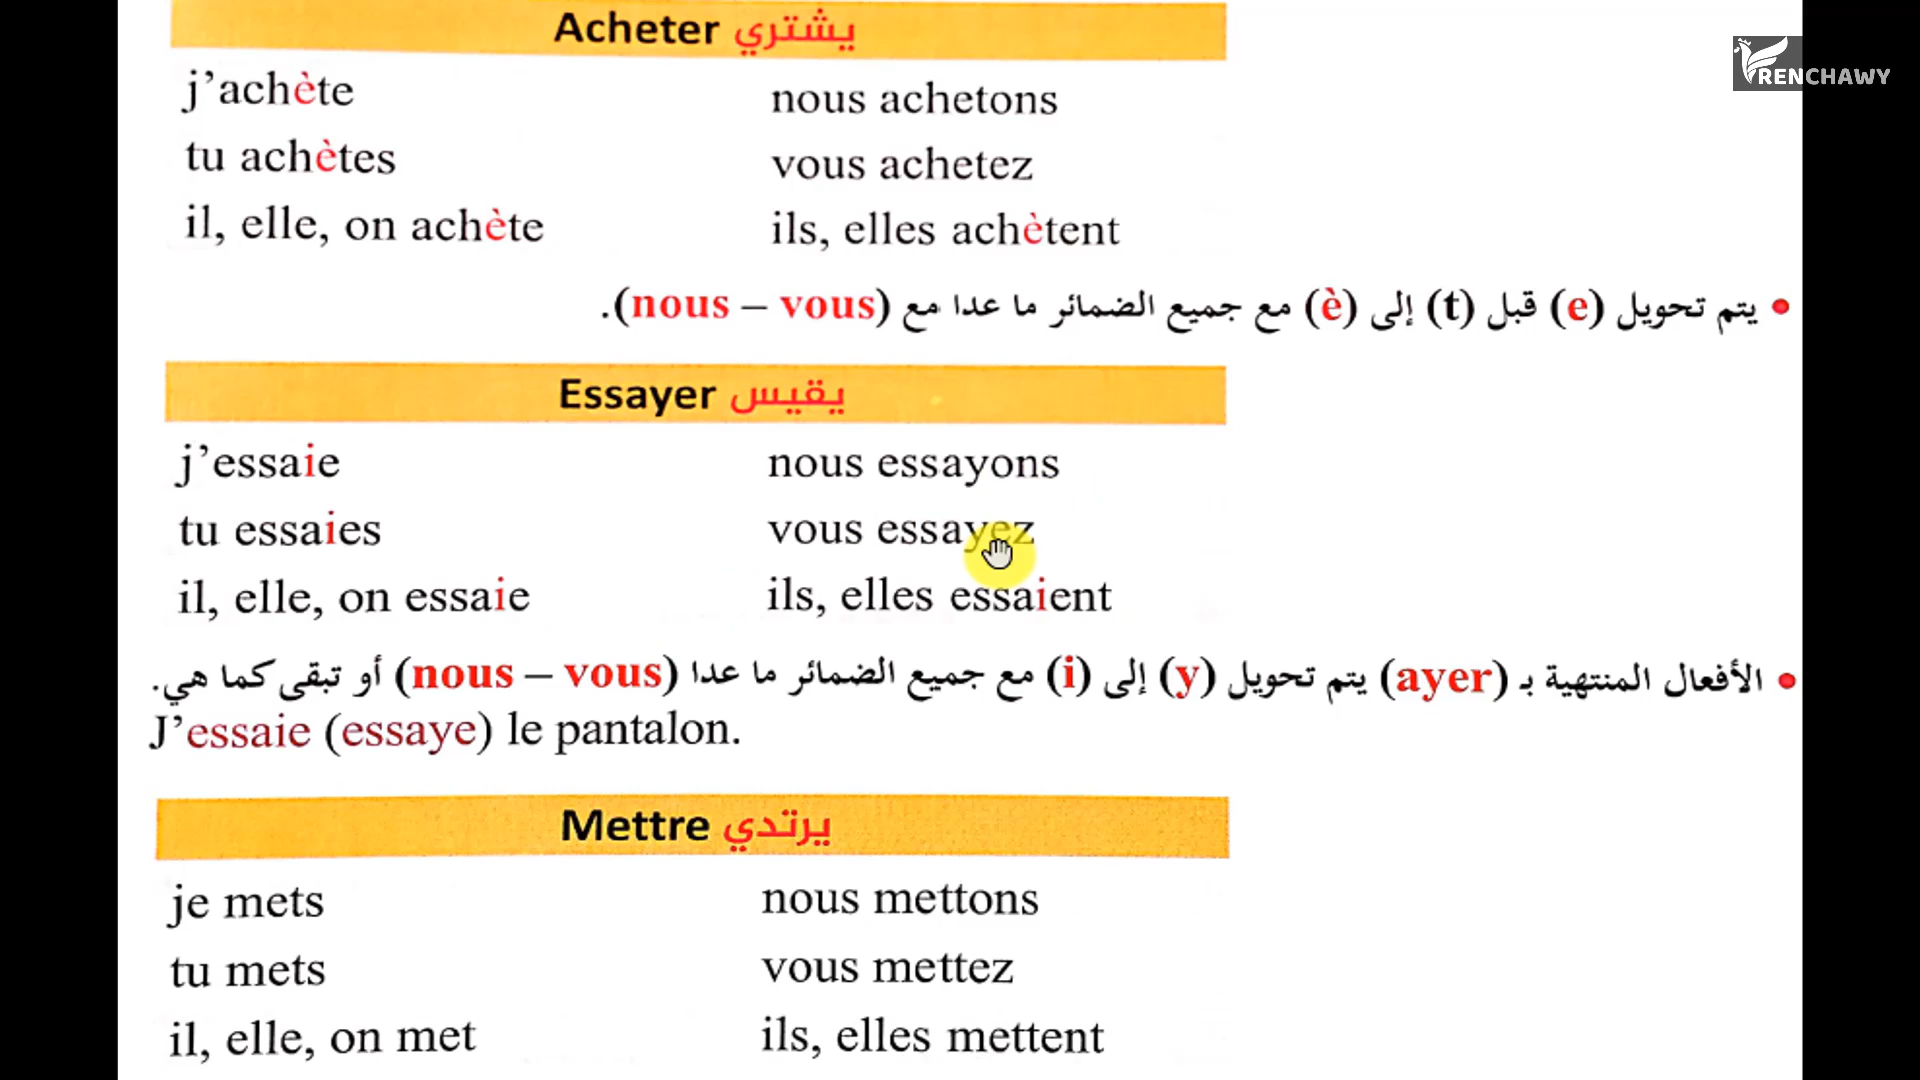 Acheter يشتري
RENCHAWY
j'achète
nous achetons
tu achètes
vous achetez
il, elle, on achète
ils, elles achètent
• يتم تحويل (e) قبل (t) إلى (è) مع جميع الضمائر ما عدا مع (nous – vous).
Essayer يقيس
j'essaie
nous essayons
tu essaies
vous essayez
il, elle, on essaie
ils, elles essaient
• الأفعال المنتهية بـ (ayer) يتم تحويل (y) إلى (i) مع جميع الضمائر ما عدا (nous – vous) أو تبقى كما هي.
J'essaie (essaye) le pantalon.
Mettre يرتدي
je mets
nous mettons
tu mets
vous mettez
il, elle, on met
ils, elles mettent